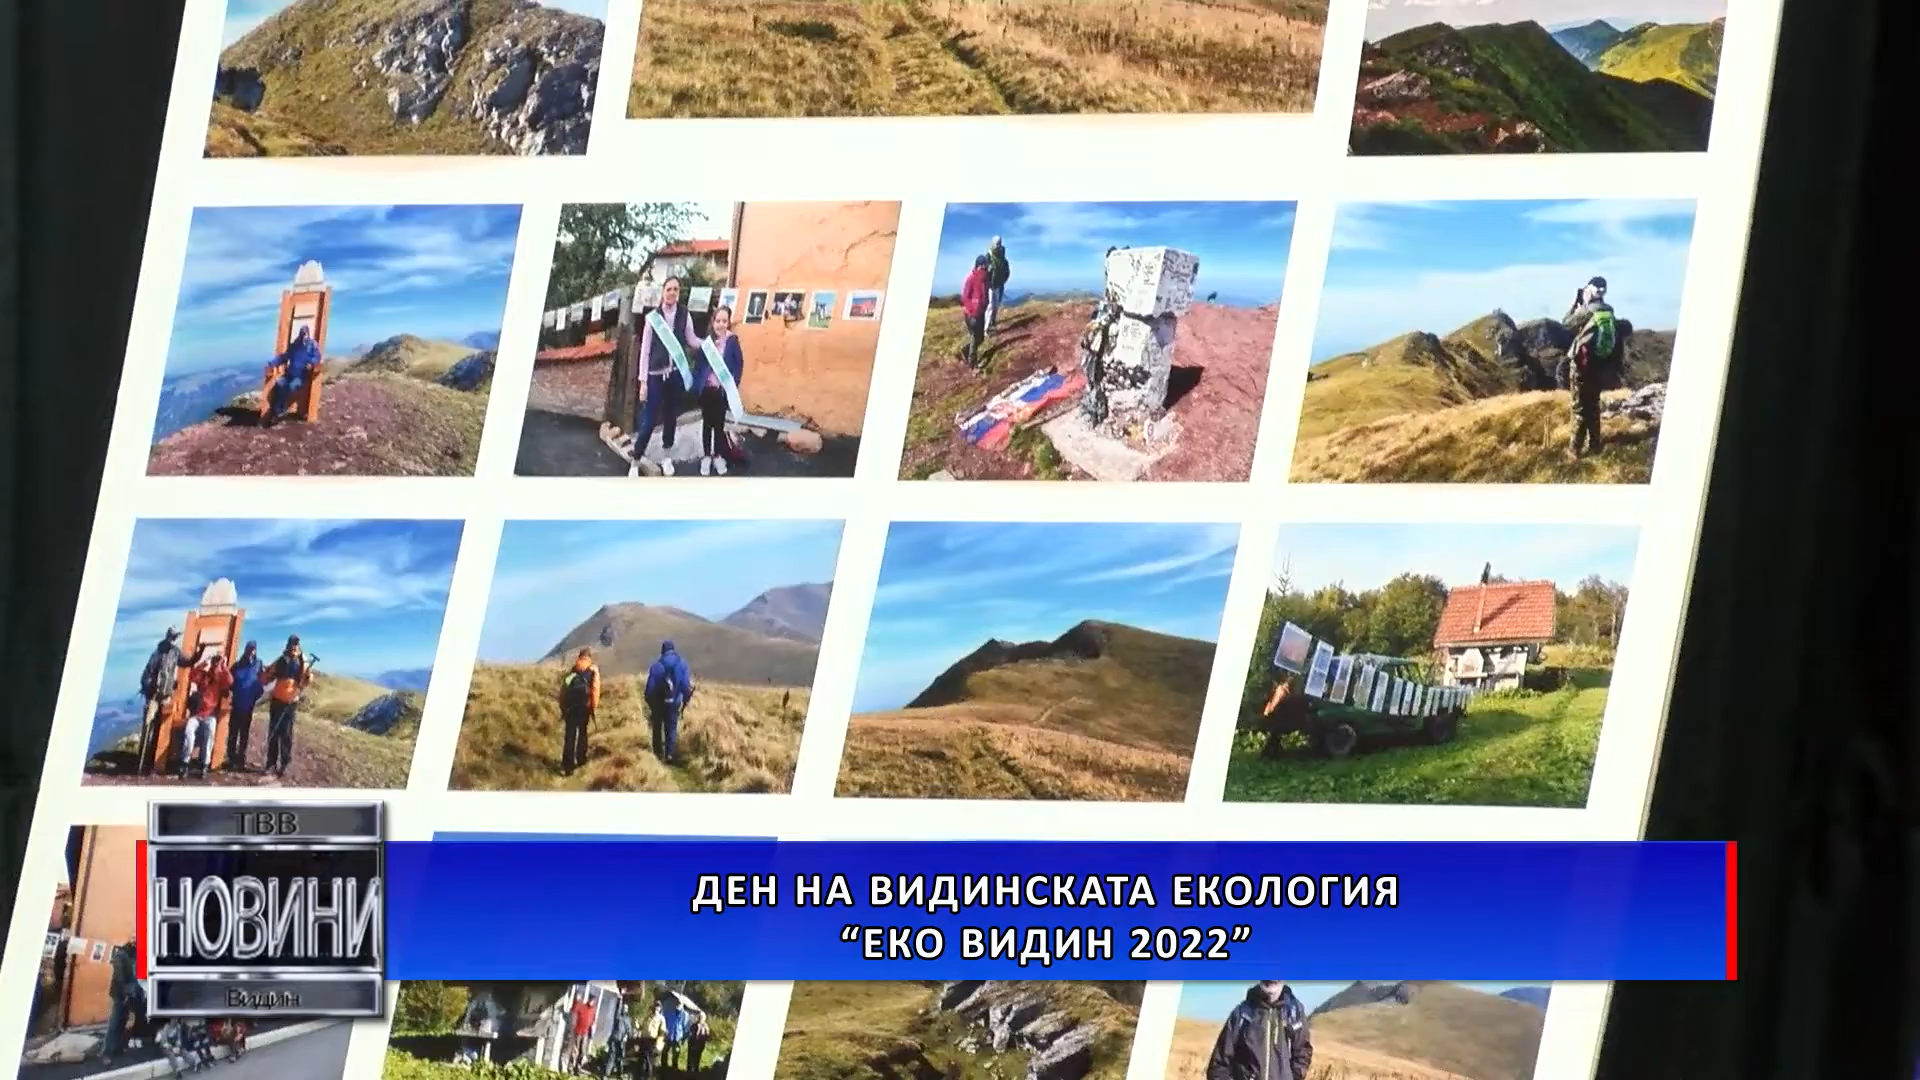 ТВВ
НОВИНИ
Видин
ДЕН НА ВИДИНСКАТА ЕКОЛОГИЯ
“ЕКО ВИДИН 2022”